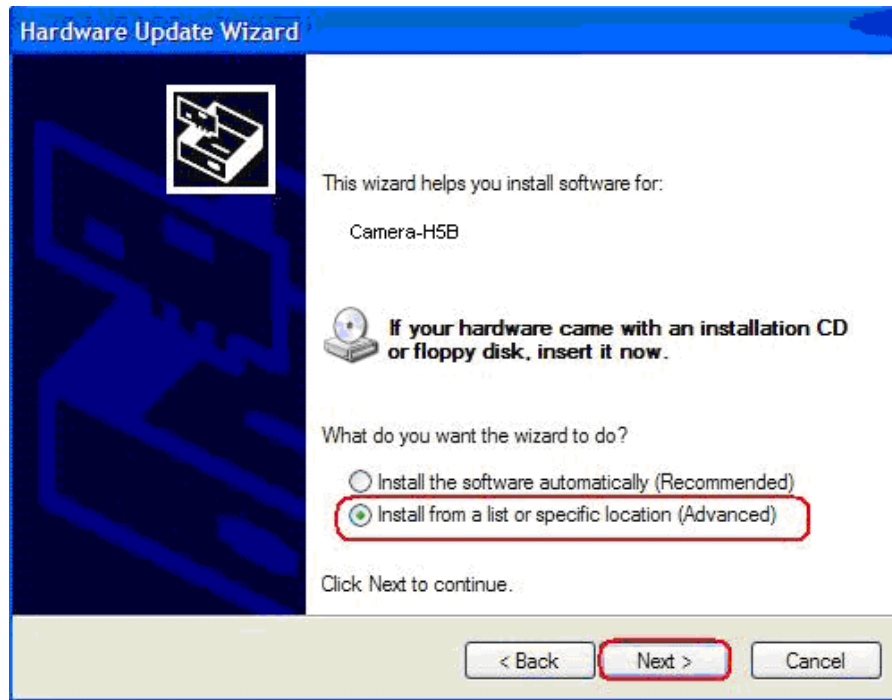 Hardware Update Wizard
This wizard helps you install software for:
Camera-H5B
If your hardware came with an installation CD
or floppy disk, insert it now.
What do you want the wizard to do?
Install the software automatically (Recommended)
Install from a list or specific location (Advanced)
Click Next to continue.
< Back
Next >
Cancel